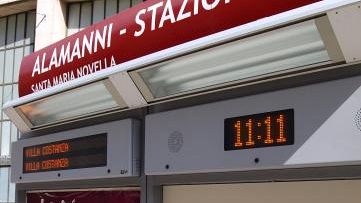 ALAMANNI - STAZIO
SANTA MARIA NOVELLA
VILLA COSTANZA
VILLA COSTANZA
11:11